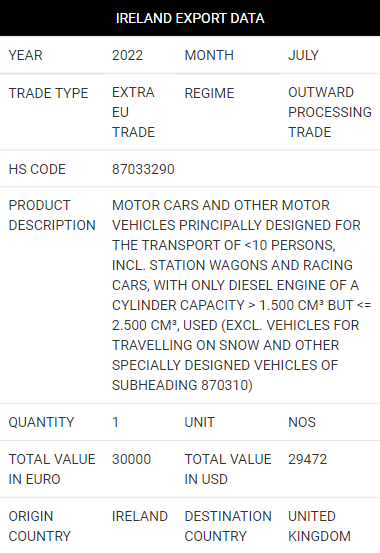 IRELAND EXPORT DATA
YEAR 2022 MONTH JULY
TRADE TYPE EXTRA EU TRADE REGIME OUTWARD PROCESSING TRADE
HS CODE 87033290
PRODUCT DESCRIPTION
MOTOR CARS AND OTHER MOTOR
VEHICLES PRINCIPALLY DESIGNED FOR
THE TRANSPORT OF <10 PERSONS,
INCL. STATION WAGONS AND RACING
CARS, WITH ONLY DIESEL ENGINE OF A
CYLINDER CAPACITY > 1.500 CM³ BUT <=
2.500 CM³, USED (EXCL. VEHICLES FOR
TRAVELLING ON SNOW AND OTHER
SPECIALLY DESIGNED VEHICLES OF
SUBHEADING 870310)
QUANTITY 1 UNIT NOS
TOTAL VALUE IN EURO 30000 TOTAL VALUE IN USD 29472
ORIGIN COUNTRY IRELAND DESTINATION COUNTRY UNITED KINGDOM